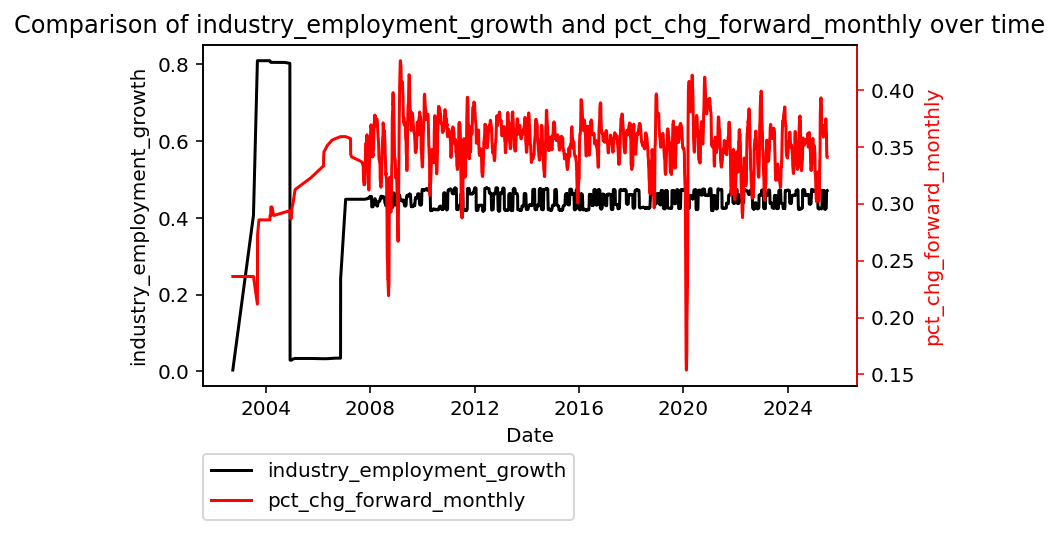 Comparison of industry_employment_growth and pct_chg_forward_monthly over time
industry_employment_growth
0.8
0.6
0.4
0.2
0.0
pct_chg_forward_monthly
0.40
0.35
0.30
0.25
0.20
0.15
2004 2008 2012 2016 2020 2024
Date
industry_employment_growth
pct_chg_forward_monthly